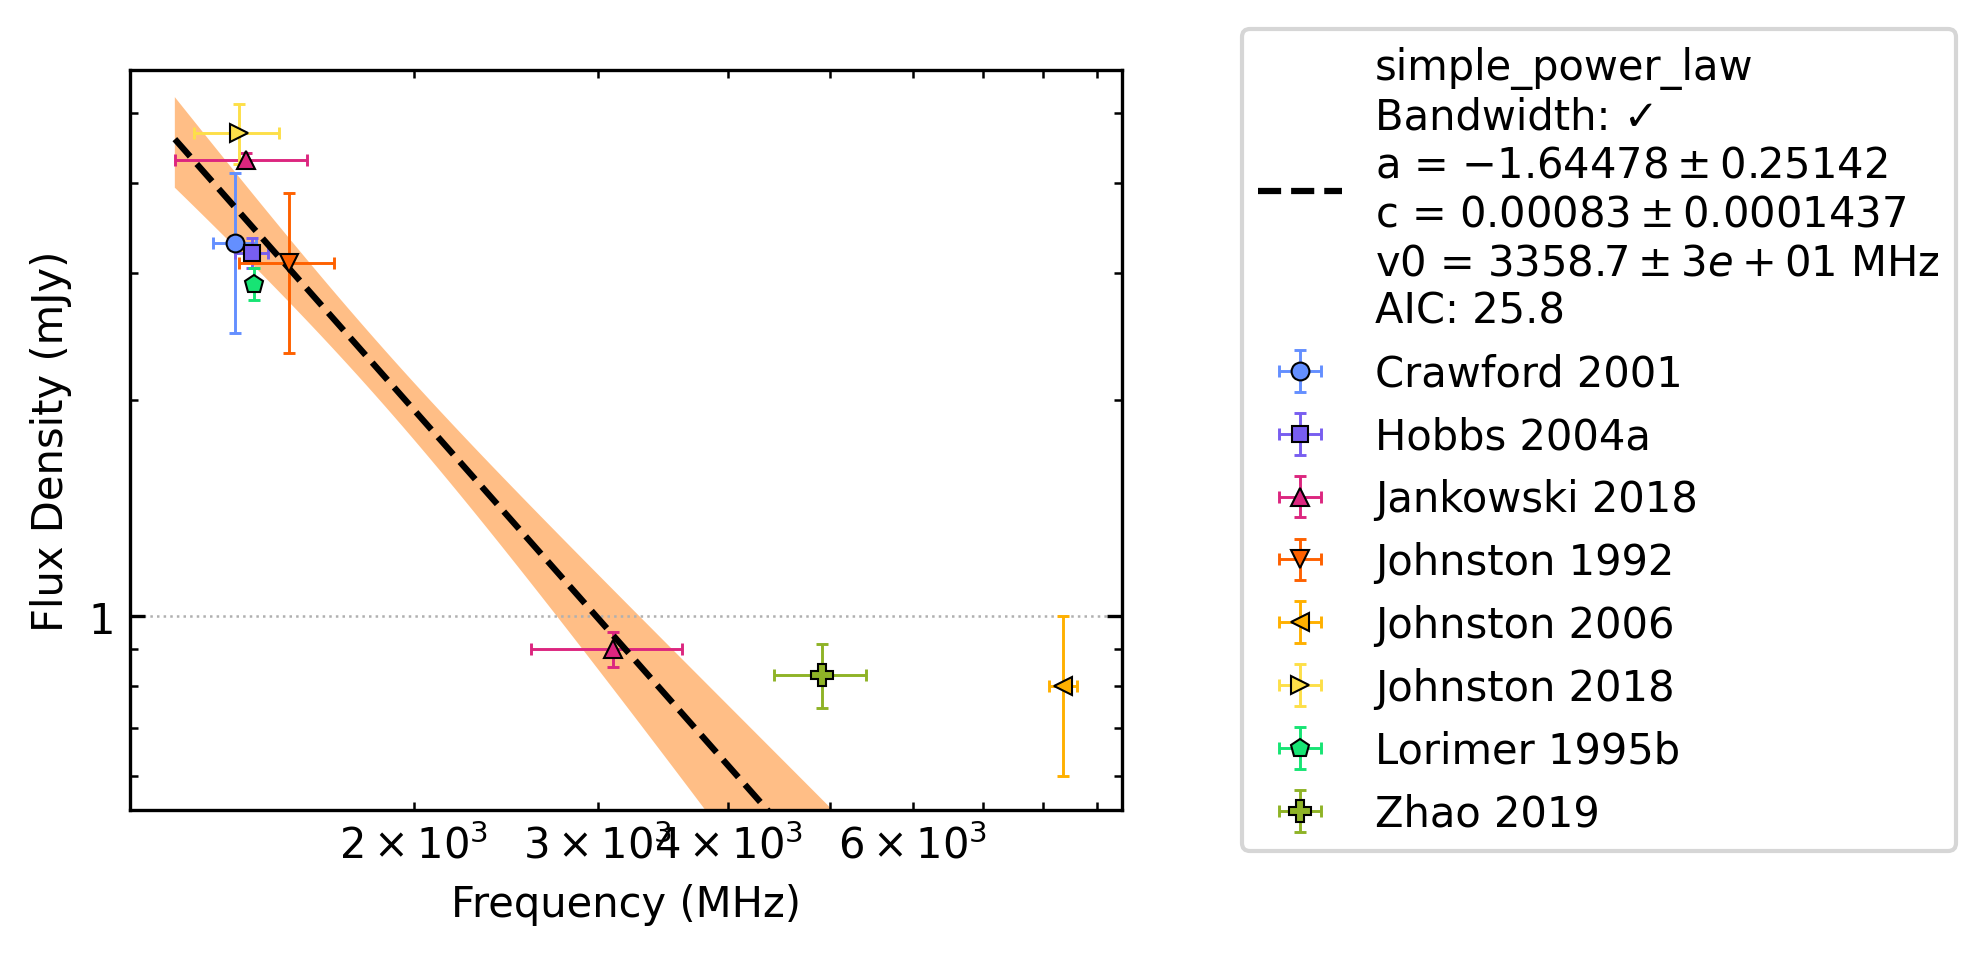 simple_power_law
Bandwidth: ✓
a = −1.64478 ± 0.25142
c = 0.00083 ± 0.0001437
v0 = 3358.7 ± 3e + 01 MHz
AIC: 25.8
Crawford 2001
Hobbs 2004a
Jankowski 2018
Johnston 1992
Johnston 2006
Johnston 2018
Lorimer 1995b
Zhao 2019
Flux Density (mJy)
1
2 × 10³ 3 × 10³ 4 × 10³ 6 × 10³
Frequency (MHz)